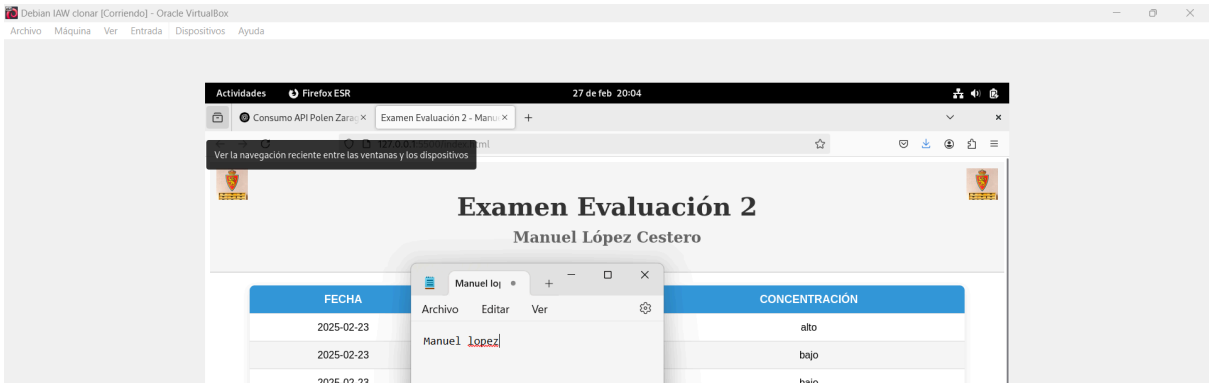 Debian IAW clonar [Corriendo] - Oracle VirtualBox
Archivo Máquina Ver Entrada Dispositivos Ayuda
Actividades Firefox ESR 27 de feb 20:04
Consumo API Polen Zarag Examen Evaluación 2 - Manu
Ver la navegación reciente entre las ventanas y los dispositivos
Examen Evaluación 2
Manuel López Cestero
Manuel lo
Archivo Editar Ver
Manuel lopez
FECHA CONCENTRACIÓN
2025-02-23 alto
2025-02-23 bajo
2025-02-23 bajo